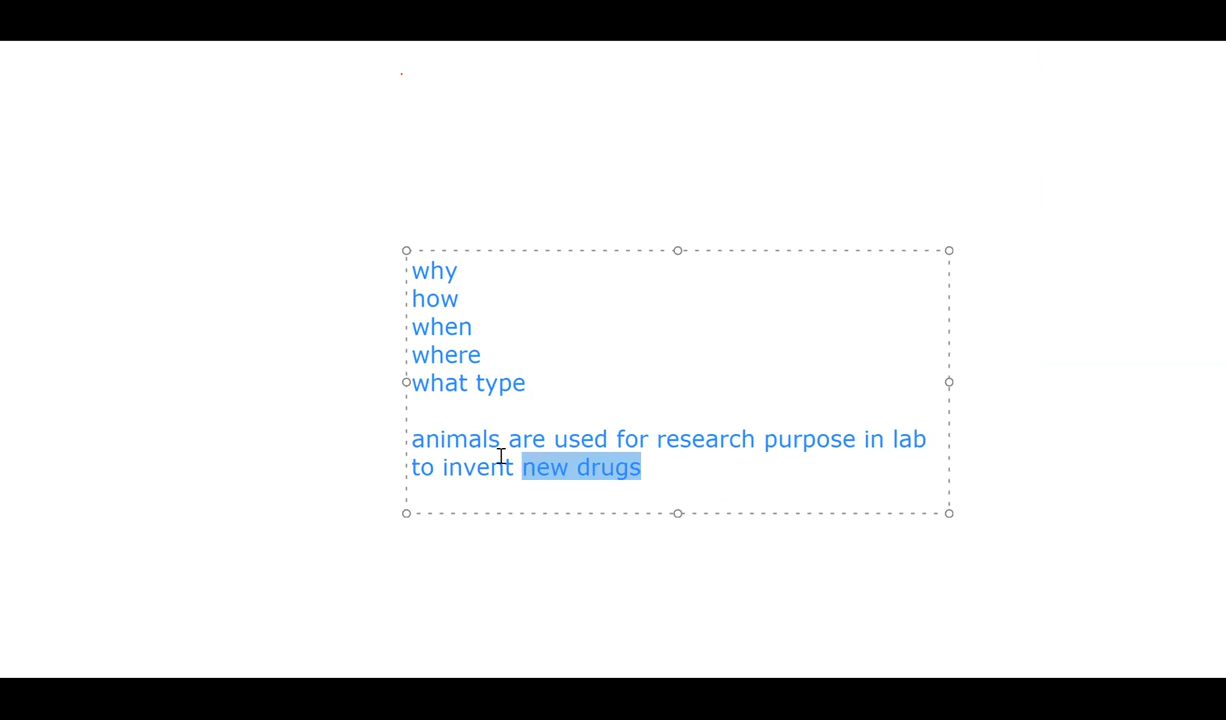 why
how
when
where
what type
animals are used for research purpose in lab
to invent new drugs